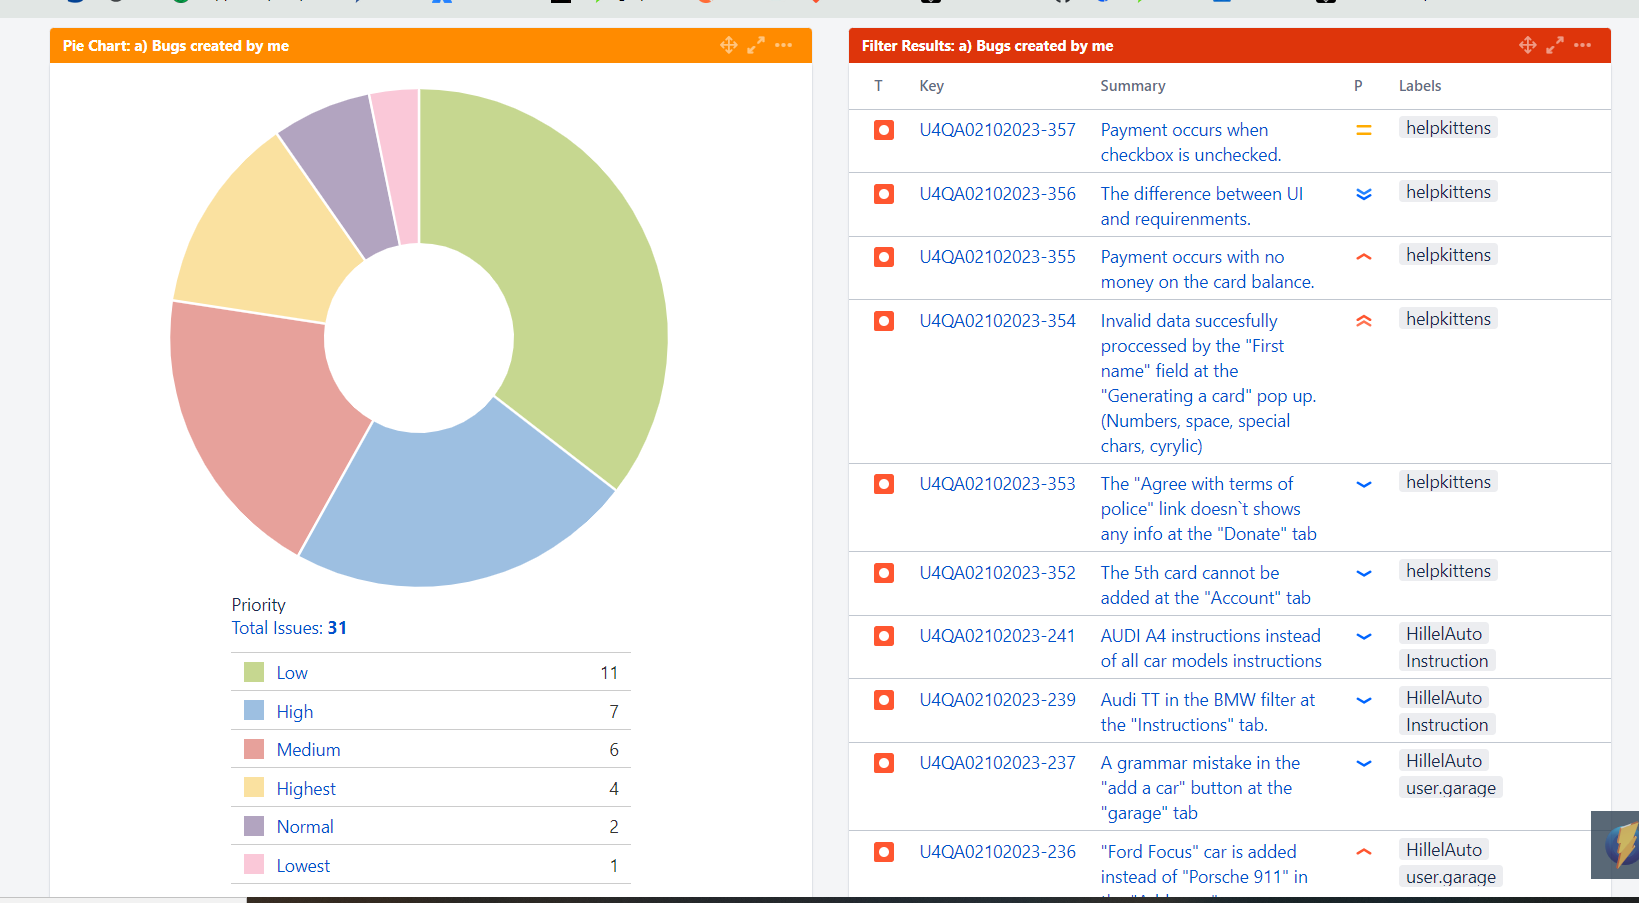 Pie Chart: a) Bugs created by me
Priority
Total Issues: 31
Low 11
High 7
Medium 6
Highest 4
Normal 2
Lowest 1
Filter Results: a) Bugs created by me
T Key Summary P Labels
U4QA02102023-357 Payment occurs when helpkittens
checkbox is unchecked.
U4QA02102023-356 The difference between UI helpkittens
and requirenments.
U4QA02102023-355 Payment occurs with no helpkittens
money on the card balance.
U4QA02102023-354 Invalid data succesfully helpkittens
proccessed by the "First
name" field at the
"Generating a card" pop up.
(Numbers, space, special
chars, cyrylic)
U4QA02102023-353 The "Agree with terms of helpkittens
police" link doesn`t shows
any info at the "Donate" tab
U4QA02102023-352 The 5th card cannot be helpkittens
added at the "Account" tab
U4QA02102023-241 AUDI A4 instructions instead HillelAuto
of all car models instructions Instruction
U4QA02102023-239 Audi TT in the BMW filter at HillelAuto
the "Instructions" tab. Instruction
U4QA02102023-237 A grammar mistake in the HillelAuto
"add a car" button at the user.garage
"garage" tab
U4QA02102023-236 "Ford Focus" car is added HillelAuto
instead of "Porsche 911" in user.garage